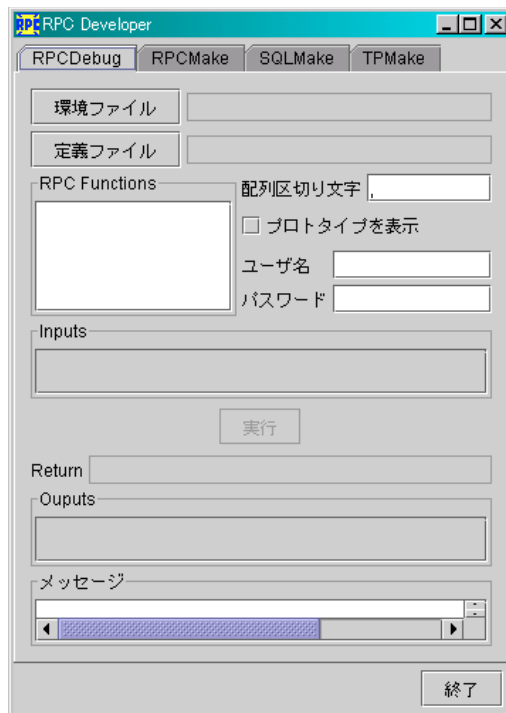 RPC RPC Developer
RPCDebug RPCMake SQLMake TPMake
環境ファイル
定義ファイル
RPC Functions
配列区切り文字 ,
プロトタイプを表示
ユーザ名
パスワード
Inputs
実行
Return
Ouputs
メッセージ
終了